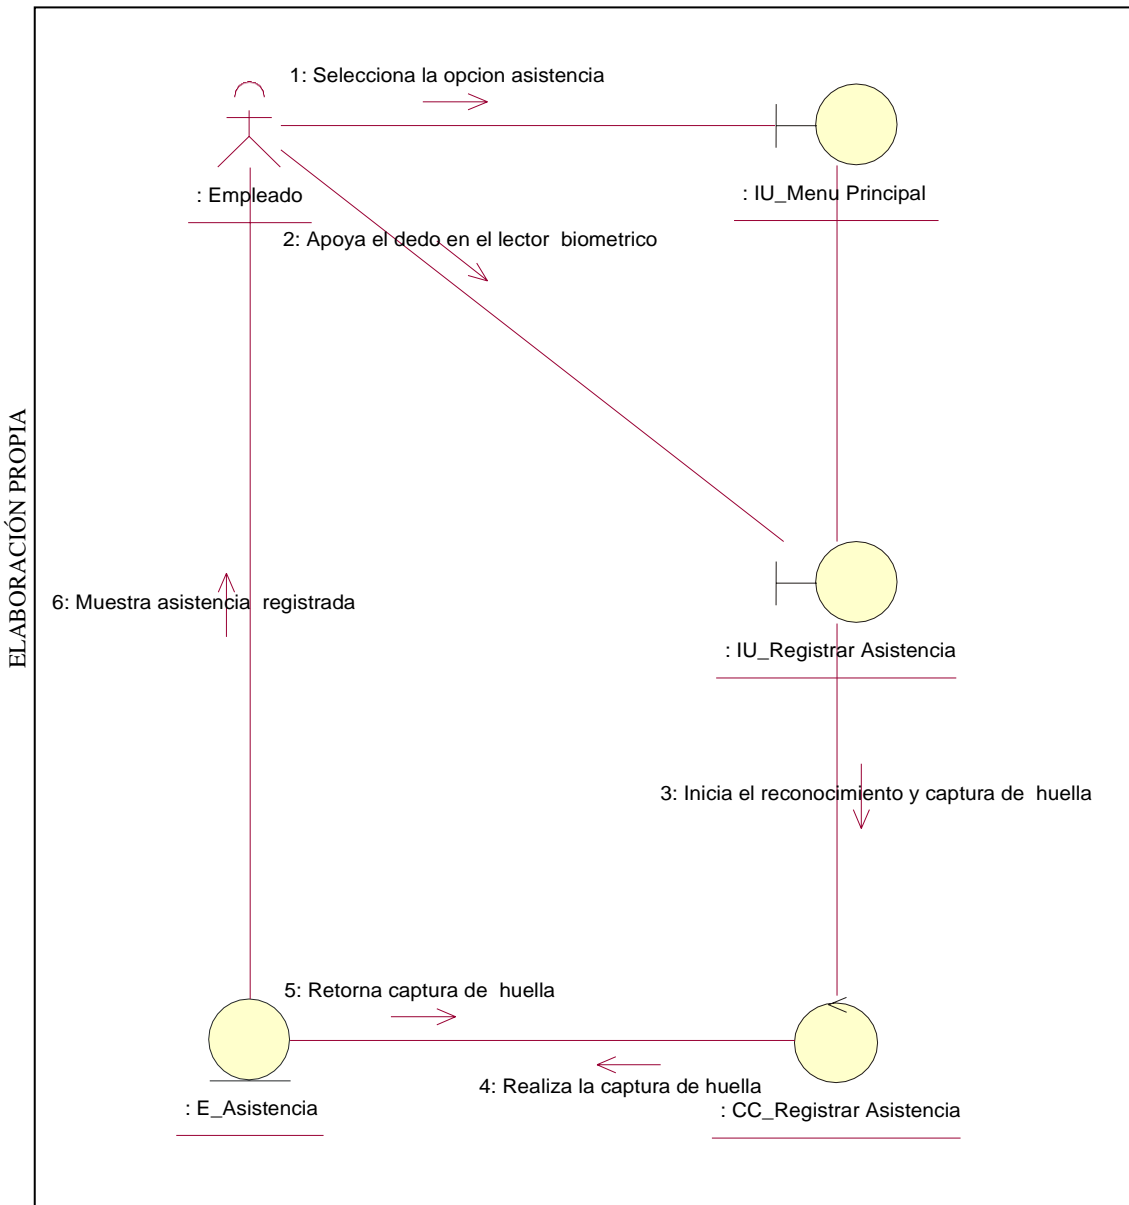 1: Selecciona la opcion asistencia
: Empleado
: IU_Menu Principal
2: Apoya el dedo en el lector biometrico
ELABORACIÓN PROPIA
6: Muestra asistencia registrada
: IU_Registrar Asistencia
3: Inicia el reconocimiento y captura de huella
5: Retorna captura de huella
4: Realiza la captura de huella
: E_Asistencia
: CC_Registrar Asistencia